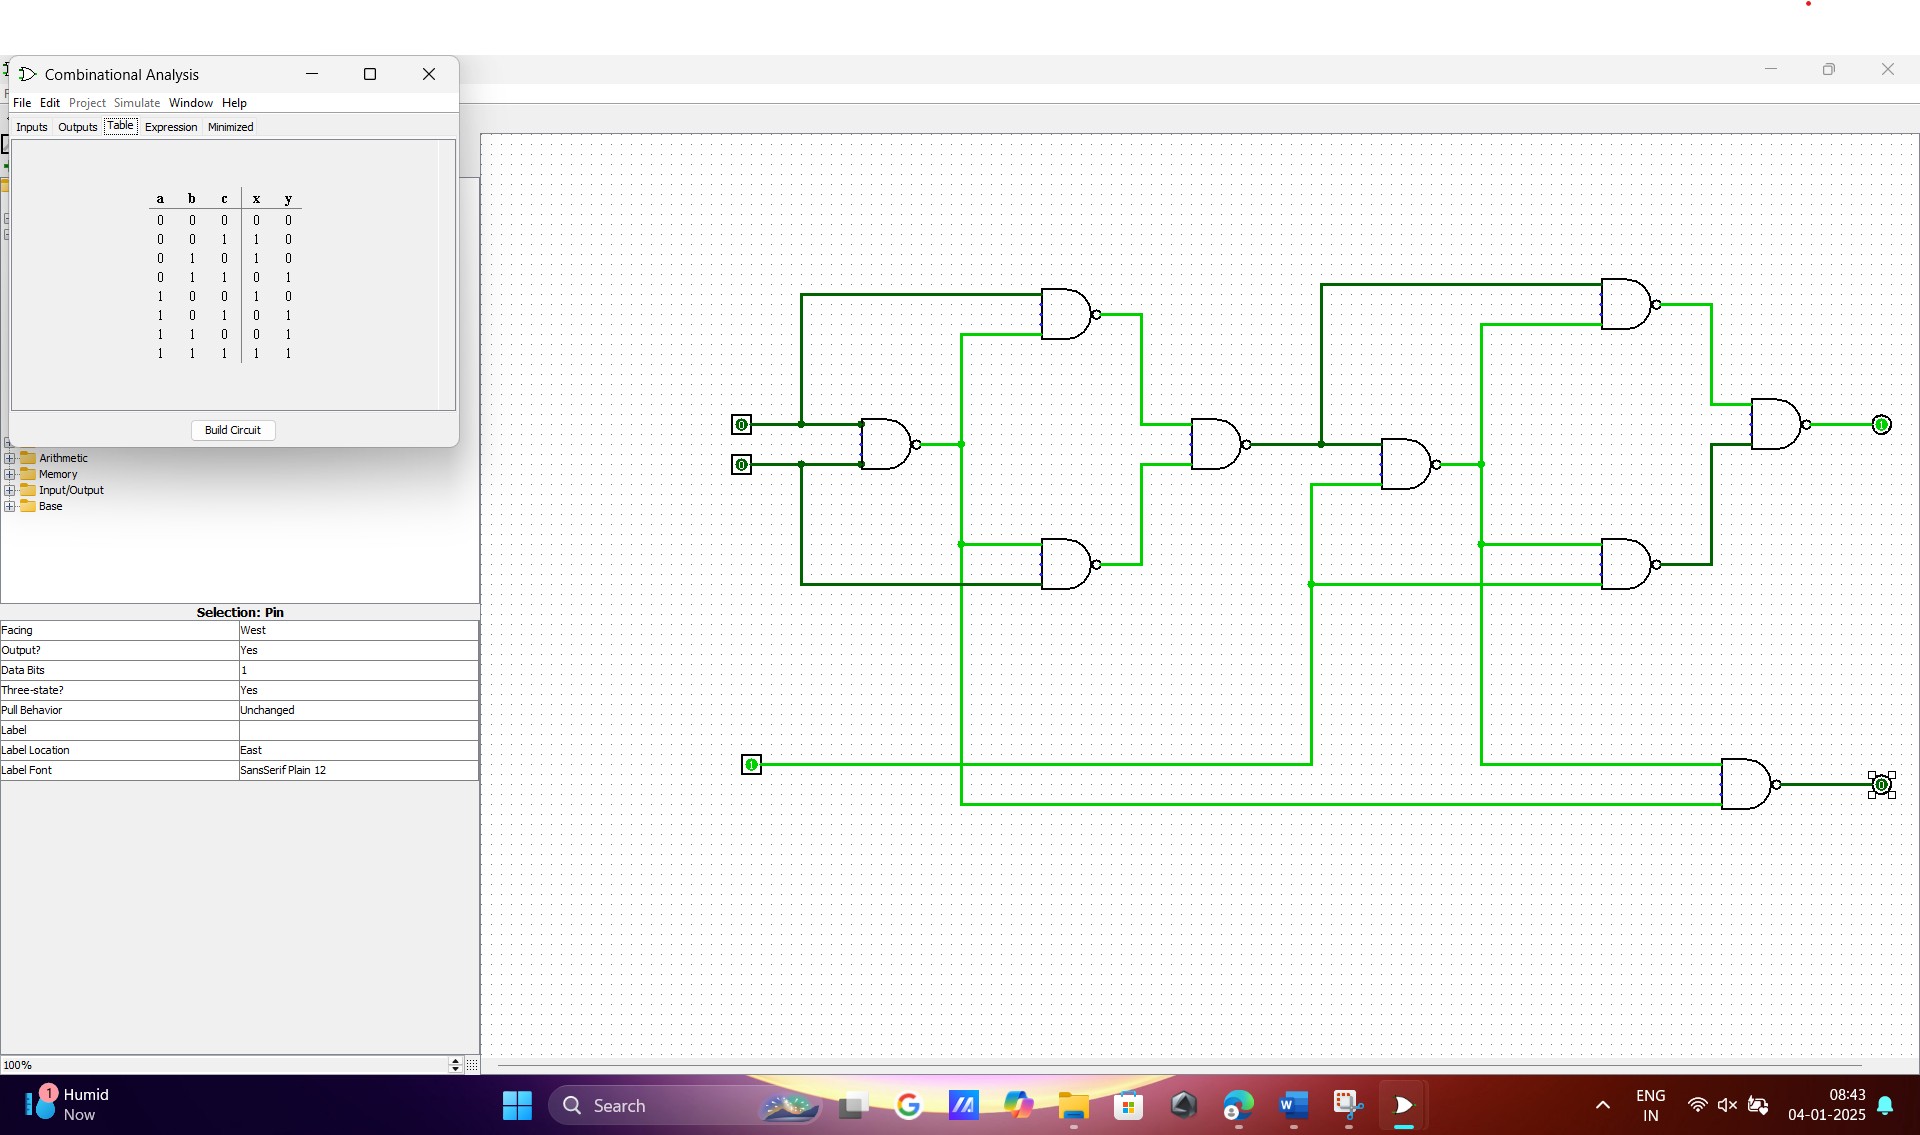 Combinational Analysis
File Edit Project Simulate Window Help
Inputs Outputs Table Expression Minimized
a b c x y
0 0 0 0 0
0 0 1 1 0
0 1 0 1 0
0 1 1 0 1
1 0 0 1 0
1 0 1 0 1
1 1 0 0 1
1 1 1 1 1
Build Circuit
Arithmetic
Memory
Input/Output
Base
Selection: Pin
Facing West
Output? Yes
Data Bits 1
Three-state? Yes
Pull Behavior Unchanged
Label
Label Location East
Label Font SansSerif Plain 12
100%
0
0
1
1
0
1
Humid
Now
Search
ENG
IN
08:43
04-01-2025